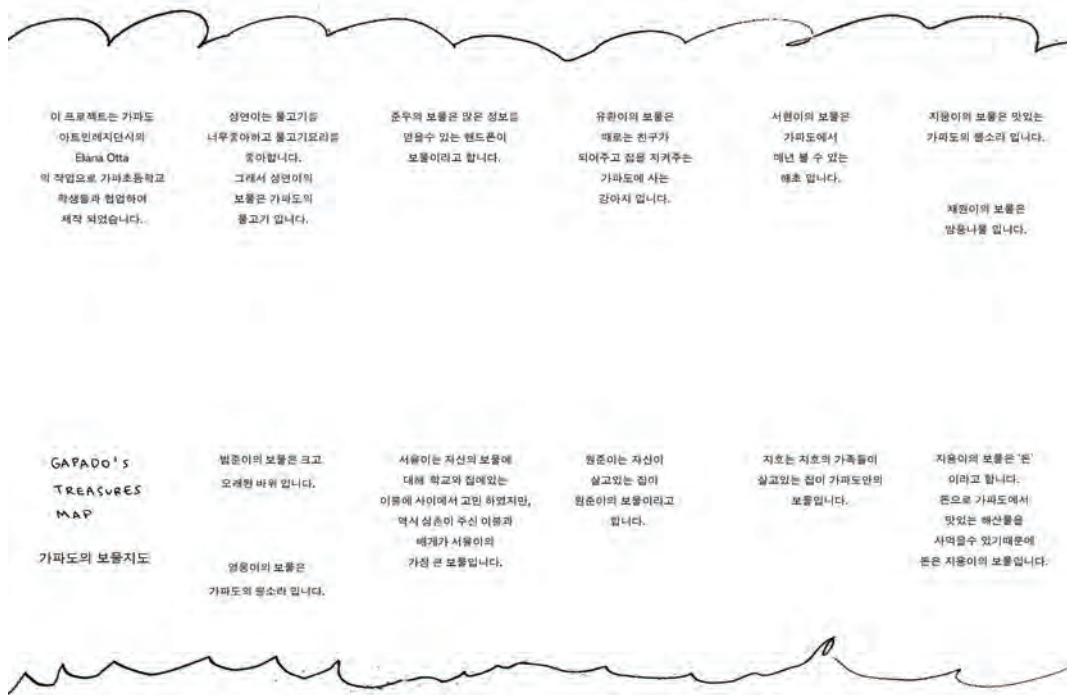 이 프로젝트는 가파도
아트인레지던시의
Eliana Otta
의 작업으로 가파초등학교
학생들과 협업하여
제작 되었습니다.
성연이는 물고기를
너무좋아하고 물고기요리를
좋아합니다.
그래서 성연이의
보물은 가파도의
물고기 입니다.
준우의 보물은 많은 정보를
얻을수 있는 핸드폰이
보물이라고 합니다.
유환이의 보물은
때로는 친구가
되어주고 집을 지켜주는
가파도에 사는
강아지 입니다.
서현이의 보물은
가파도에서
매년 볼 수 있는
해초 입니다.
지웅이의 보물은 맛있는
가파도의 뿔소라 입니다.
재원이의 보물은
방풍나물 입니다.
GAPADO'S
TREASURES
MAP
가파도의 보물지도
범준이의 보물은 크고
오래된 바위 입니다.
영웅이의 보물은
가파도의 뿔소라 입니다.
서율이는 자신의 보물에
대해 학교와 집에있는
이불에 사이에서 고민 하였지만,
역시 삼촌이 주신 이불과
베게가 서율이의
가장 큰 보물입니다.
원준이는 자신이
살고있는 집이
원준이의 보물이라고
합니다.
지호는 지호의 가족들이
살고있는 집이 가파도안의
보물입니다.
지용이의 보물은 '돈'
이라고 합니다.
돈으로 가파도에서
맛있는 해산물을
사먹을수 있기때문에
돈은 지용이의 보물입니다.